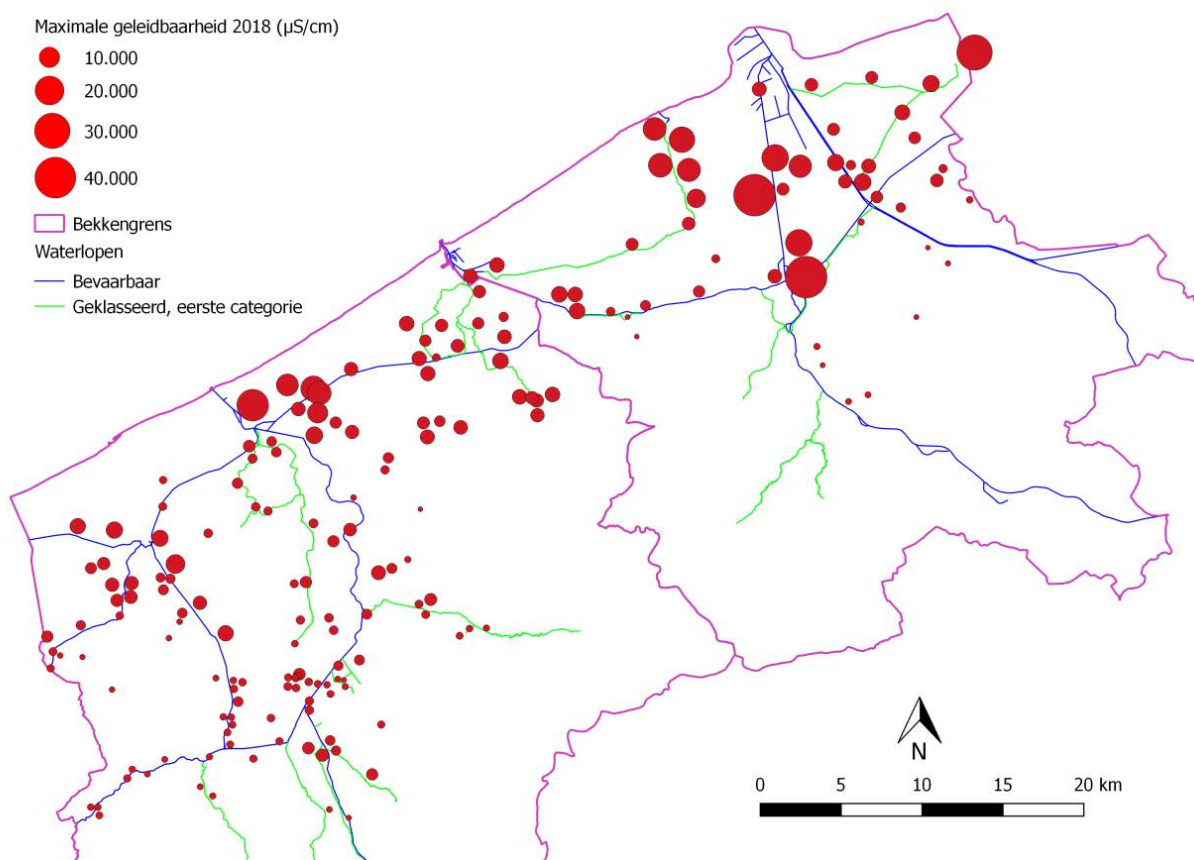 Maximale geleidbaarheid 2018 (µS/cm)
10.000
20.000
30.000
40.000
Bekkengrens
Waterlopen
Bevaarbaar
Geklasseerd, eerste categorie
N
0 5 10 15 20 km